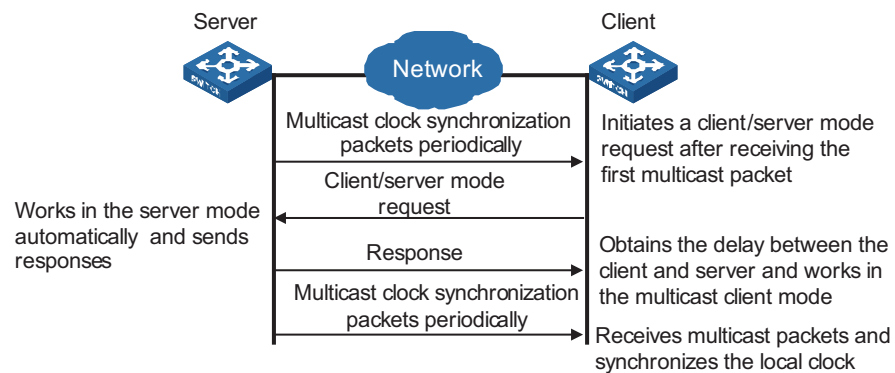 Server
Client
SWITCH
Network
SWITCH
Multicast clock synchronization
packets periodically
Initiates a client/server mode
request after receiving the
first multicast packet
Client/server mode
request
Works in the server mode
automatically and sends
responses
Response
Obtains the delay between the
client and server and works in
the multicast client mode
Multicast clock synchronization
packets periodically
Receives multicast packets and
synchronizes the local clock